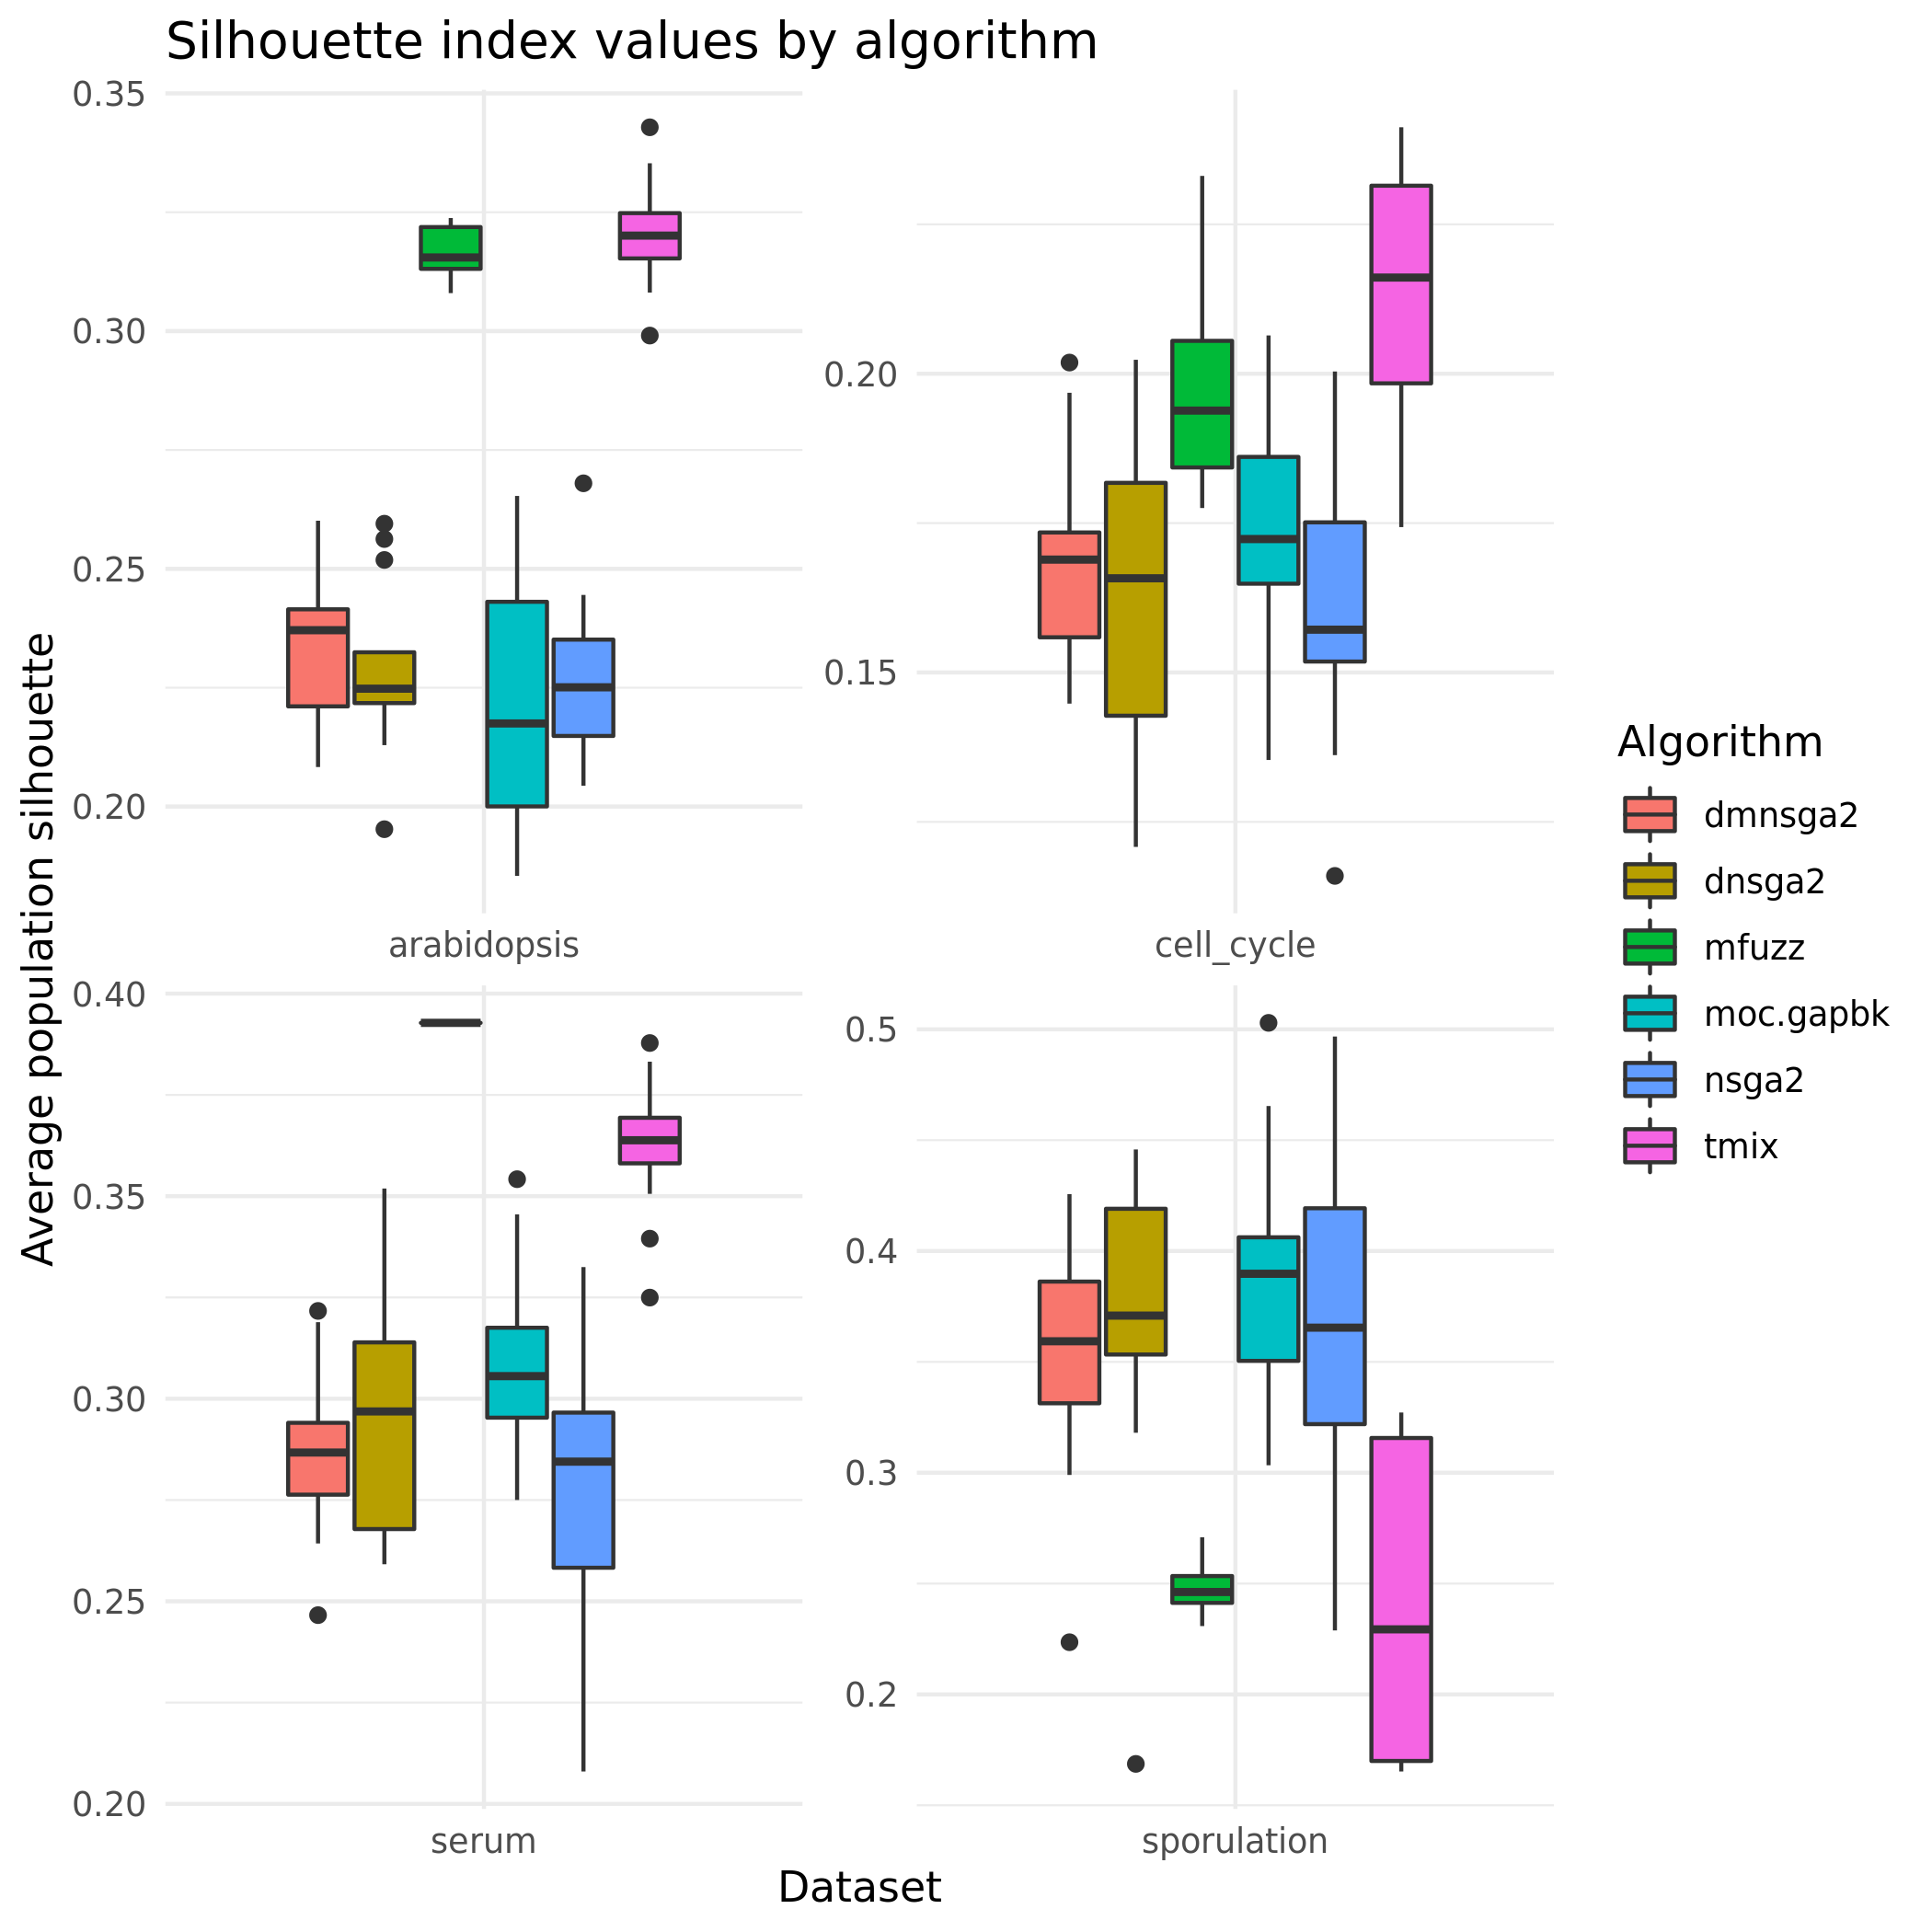 Silhouette index values by algorithm
Average population silhouette
0.35
0.30
0.25
0.20
arabidopsis
0.20
0.15
cell_cycle
0.40
0.35
0.30
0.25
0.20
serum
0.5
0.4
0.3
0.2
sporulation
Dataset
Algorithm
dmnsga2
dnsga2
mfuzz
moc.gapbk
nsga2
tmix